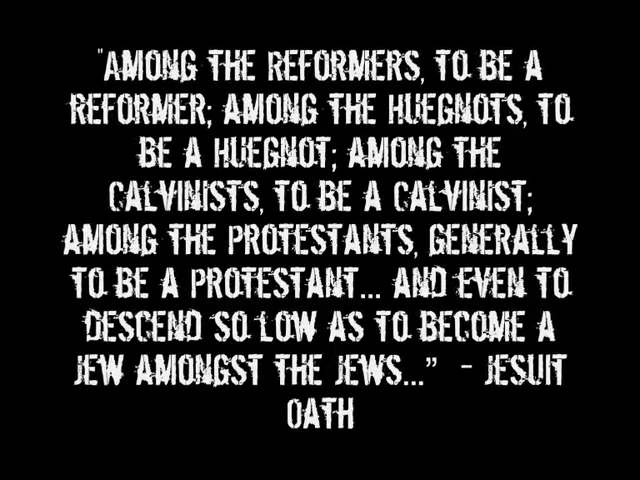 "AMONG THE REFORMERS, TO BE A
REFORMER; AMONG THE HUEGNOTS, TO
BE A HUEGNOT; AMONG THE
CALVINISTS, TO BE A CALVINIST;
AMONG THE PROTESTANTS, GENERALLY
TO BE A PROTESTANT... AND EVEN TO
DESCEND SO LOW AS TO BECOME A
JEW AMONGST THE JEWS..." - JESUIT
OATH